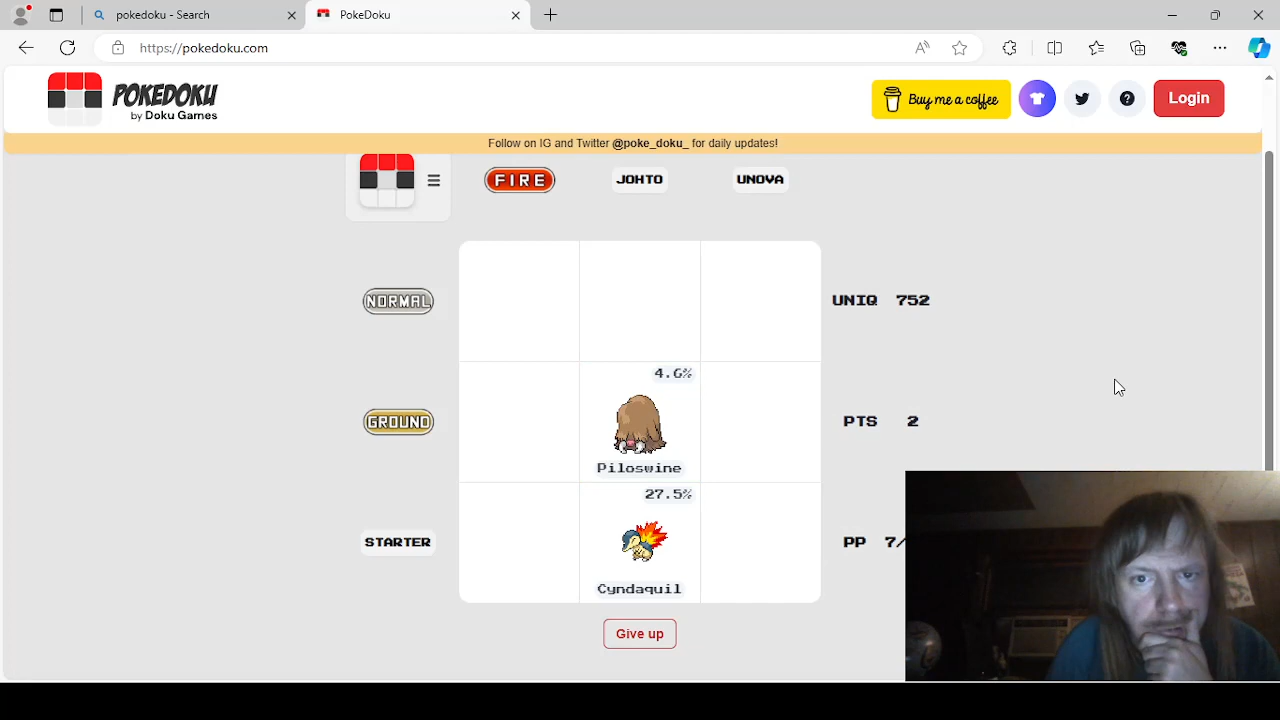 pokedoku - Search
PokeDoku
https://pokedoku.com
POKEDOKU
by Doku Games
Buy me a coffee
Login
Follow on IG and Twitter @poke_doku_ for daily updates!
FIRE
JOHTO
UNOVA
NORMAL
UNIQ 752
4.6%
GROUND
PTS 2
Piloswine
27.5%
STARTER
PP 7/
Cyndaquil
Give up